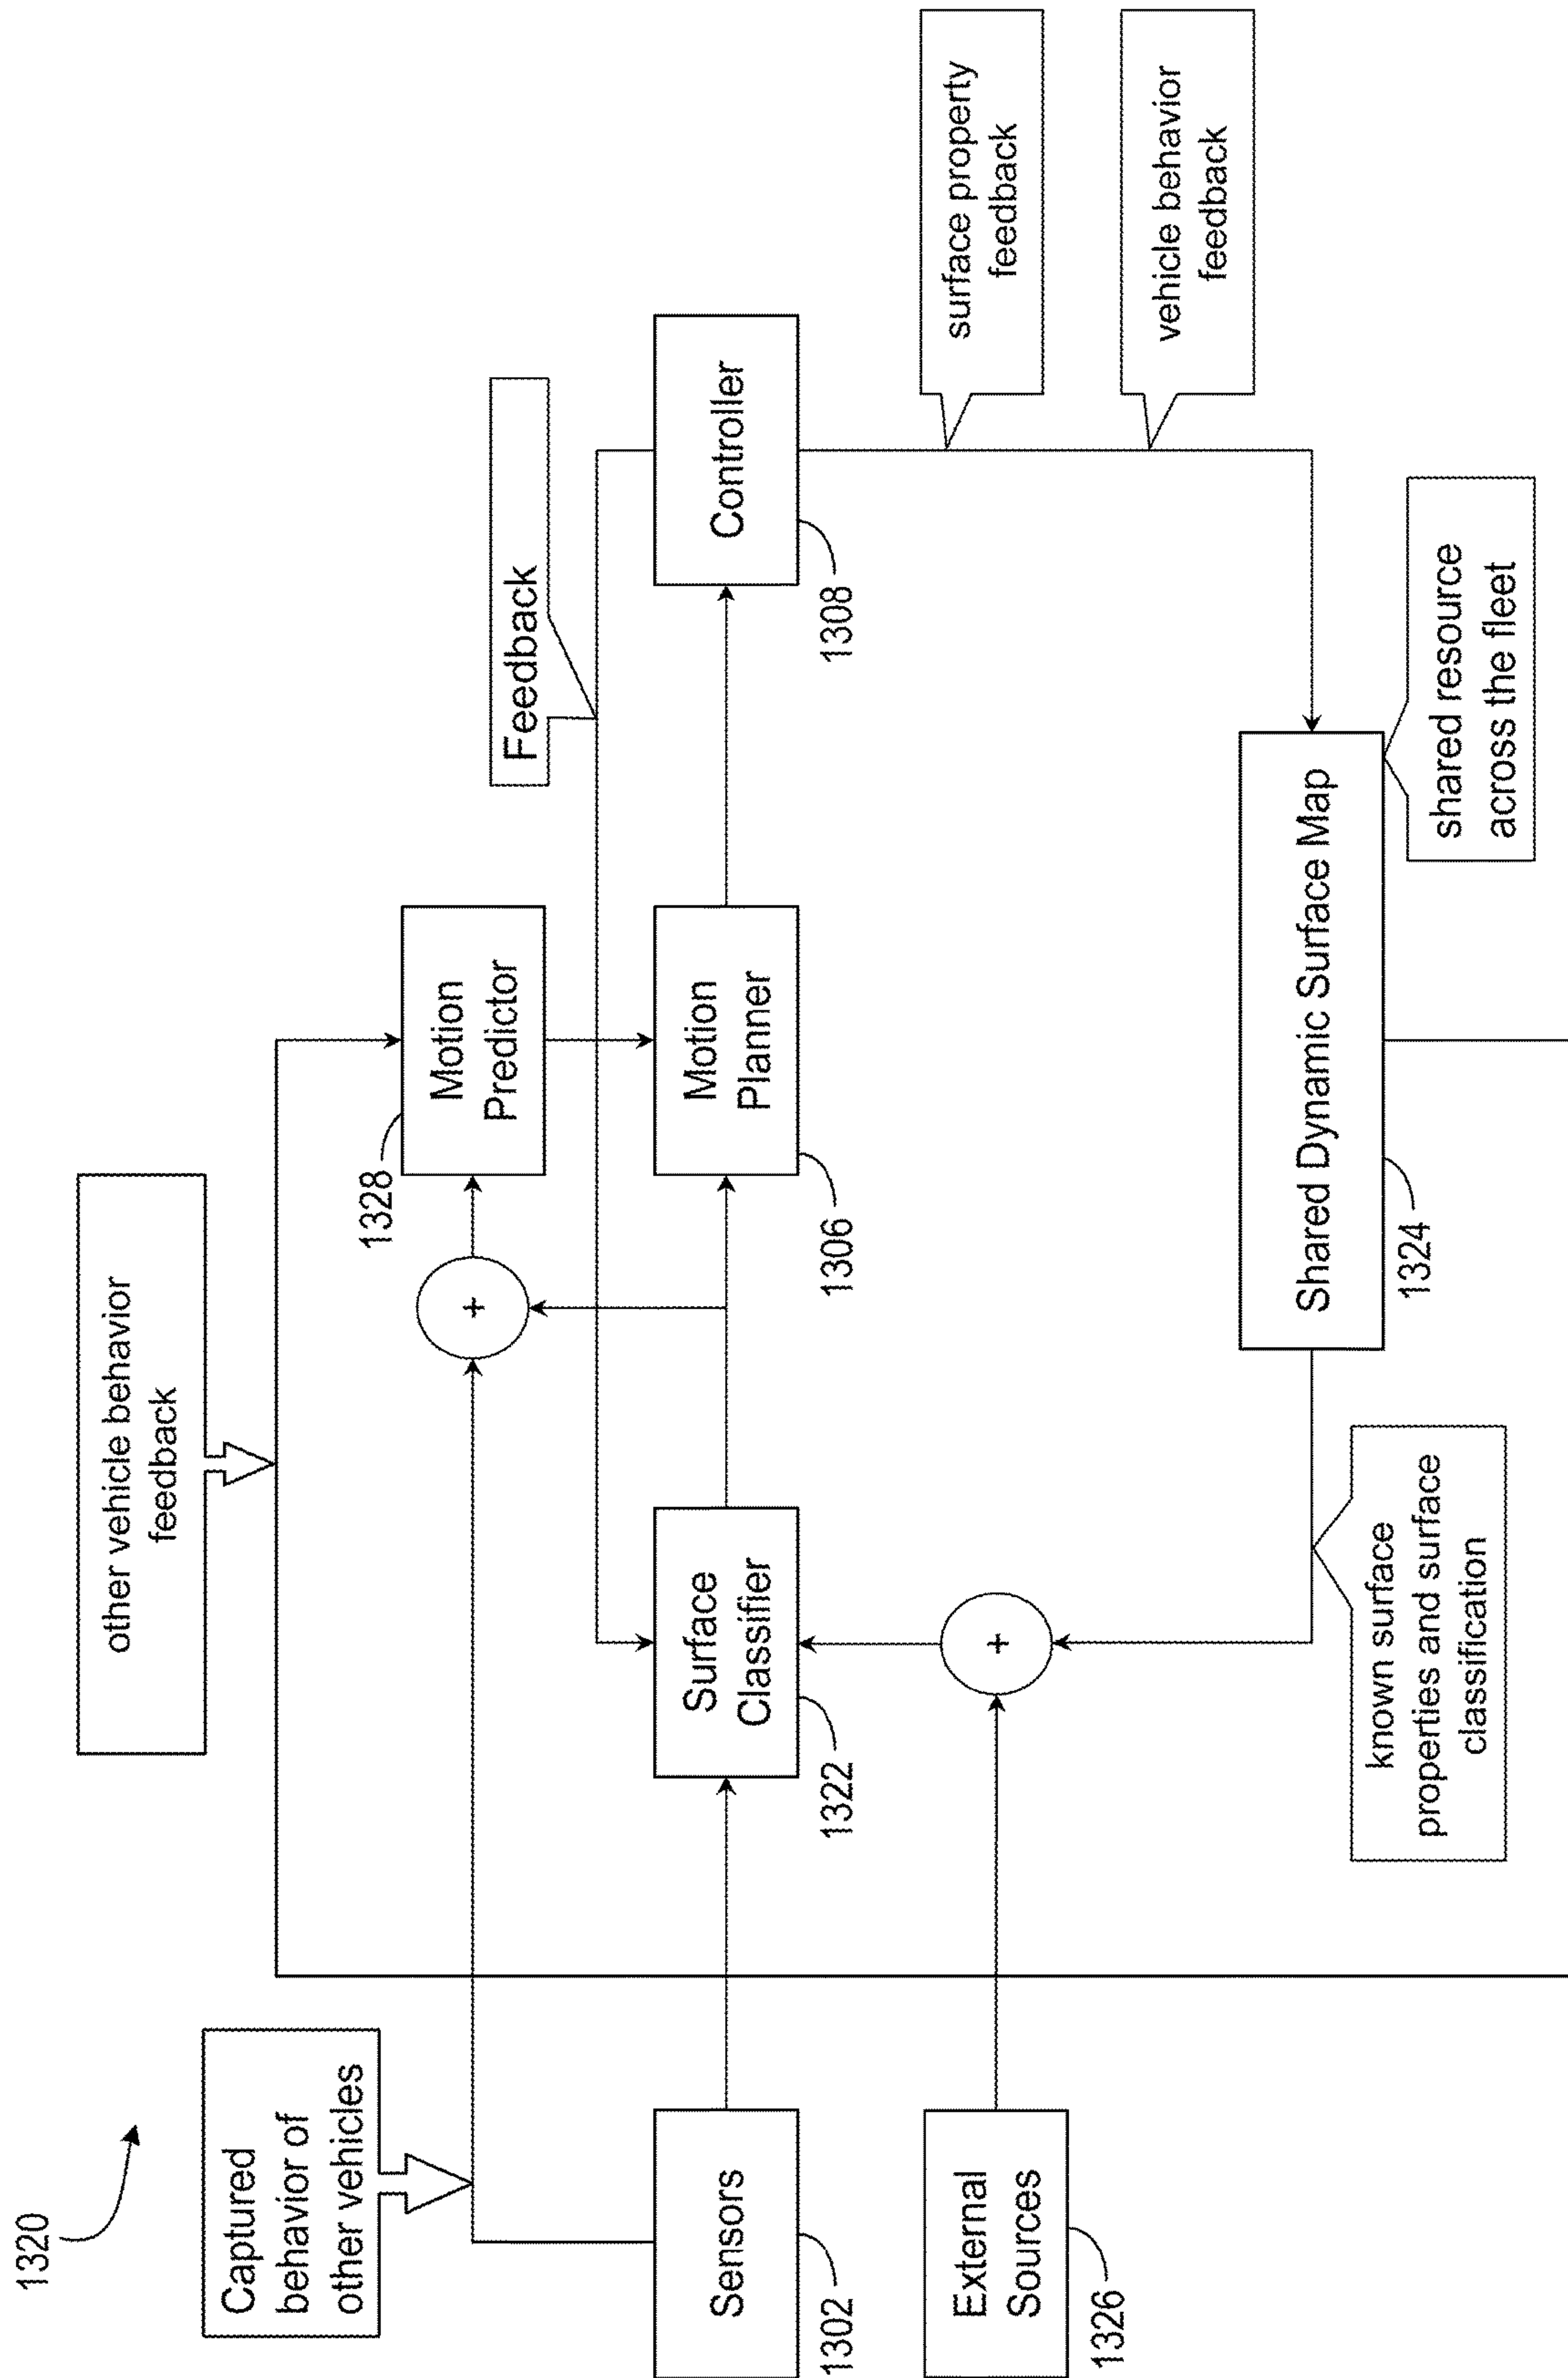 1320
Captured
behavior of
other vehicles
other vehicle behavior
feedback
1328
Motion
Predictor
Feedback
+
Sensors
1302
Surface
Classifier
1322
Motion
Planner
1306
Controller
1308
External
Sources
1326
+
surface property
feedback
vehicle behavior
feedback
Shared Dynamic Surface Map
1324
known surface
properties and surface
classification
shared resource
across the fleet